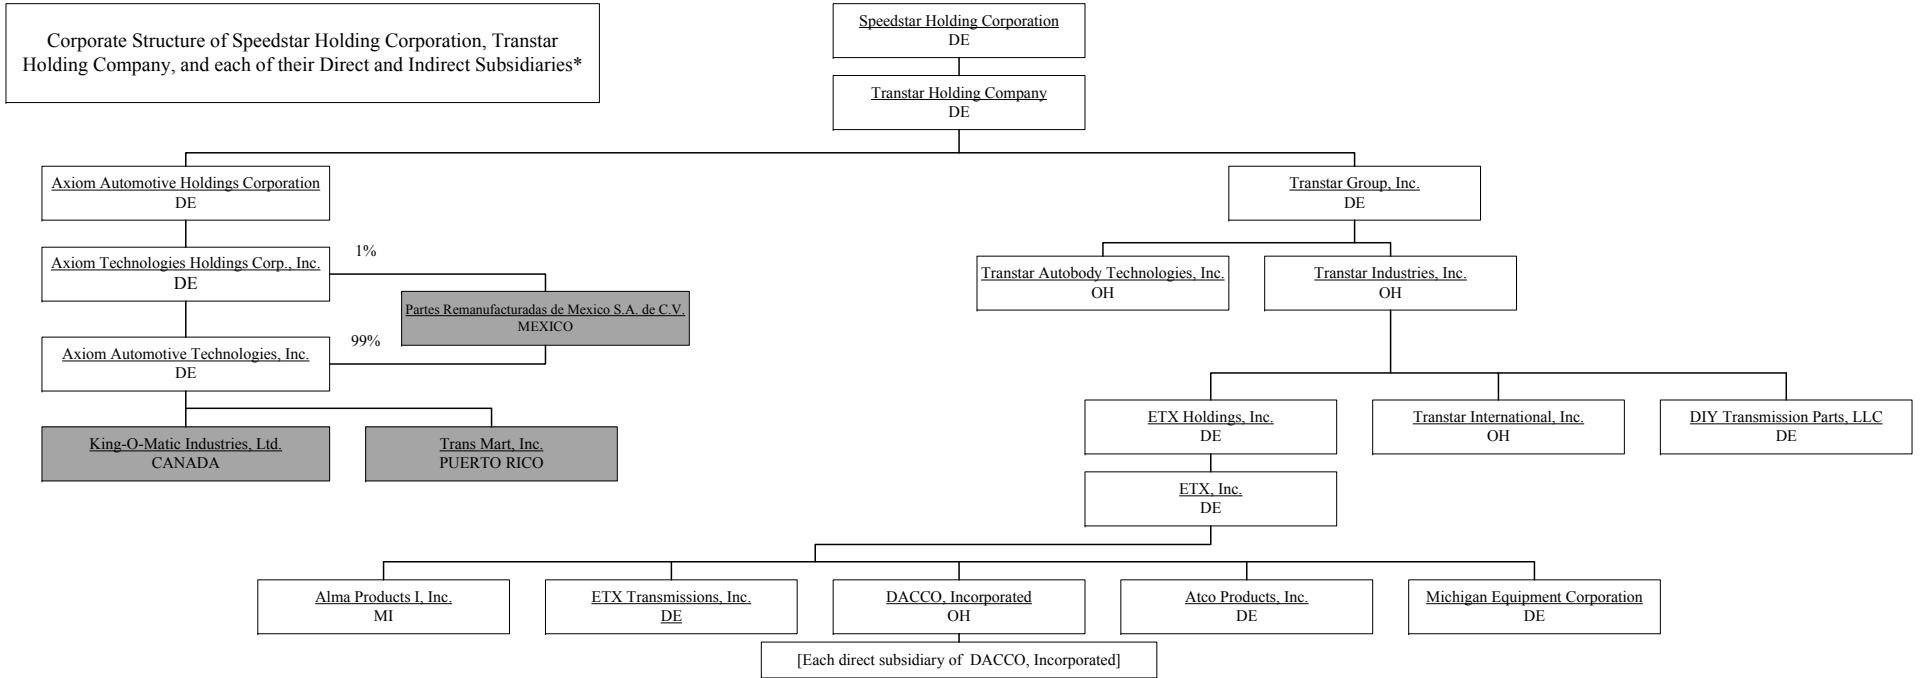 Corporate Structure of Speedstar Holding Corporation, Transtar
Holding Company, and each of their Direct and Indirect Subsidiaries*
Speedstar Holding Corporation
DE
Transtar Holding Company
DE
Axiom Automotive Holdings Corporation
DE
Transtar Group, Inc.
DE
Axiom Technologies Holdings Corp., Inc.
DE
1%
Partes Remanufacturadas de Mexico S.A. de C.V.
MEXICO
99%
Axiom Automotive Technologies, Inc.
DE
Transtar Autobody Technologies, Inc.
OH
Transtar Industries, Inc.
OH
King-O-Matic Industries, Ltd.
CANADA
Trans Mart, Inc.
PUERTO RICO
ETX Holdings, Inc.
DE
Transtar International, Inc.
OH
DIY Transmission Parts, LLC
DE
ETX, Inc.
DE
Alma Products I, Inc.
MI
ETX Transmissions, Inc.
DE
DACCO, Incorporated
OH
Atco Products, Inc.
DE
Michigan Equipment Corporation
DE
[Each direct subsidiary of DACCO, Incorporated]